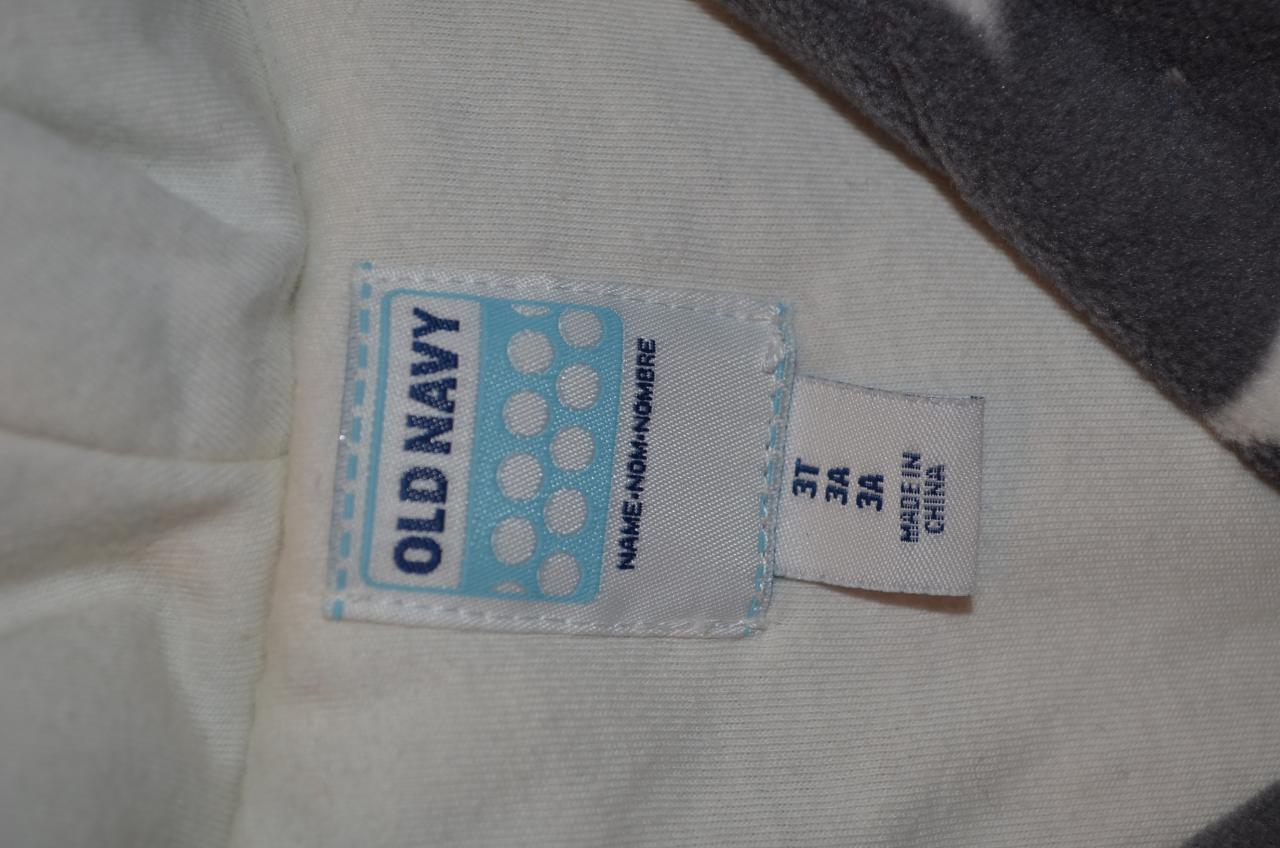 OLD NAVY
NAME•NOM•NOMBRE
3T
3A
3A
MADE IN
CHINA